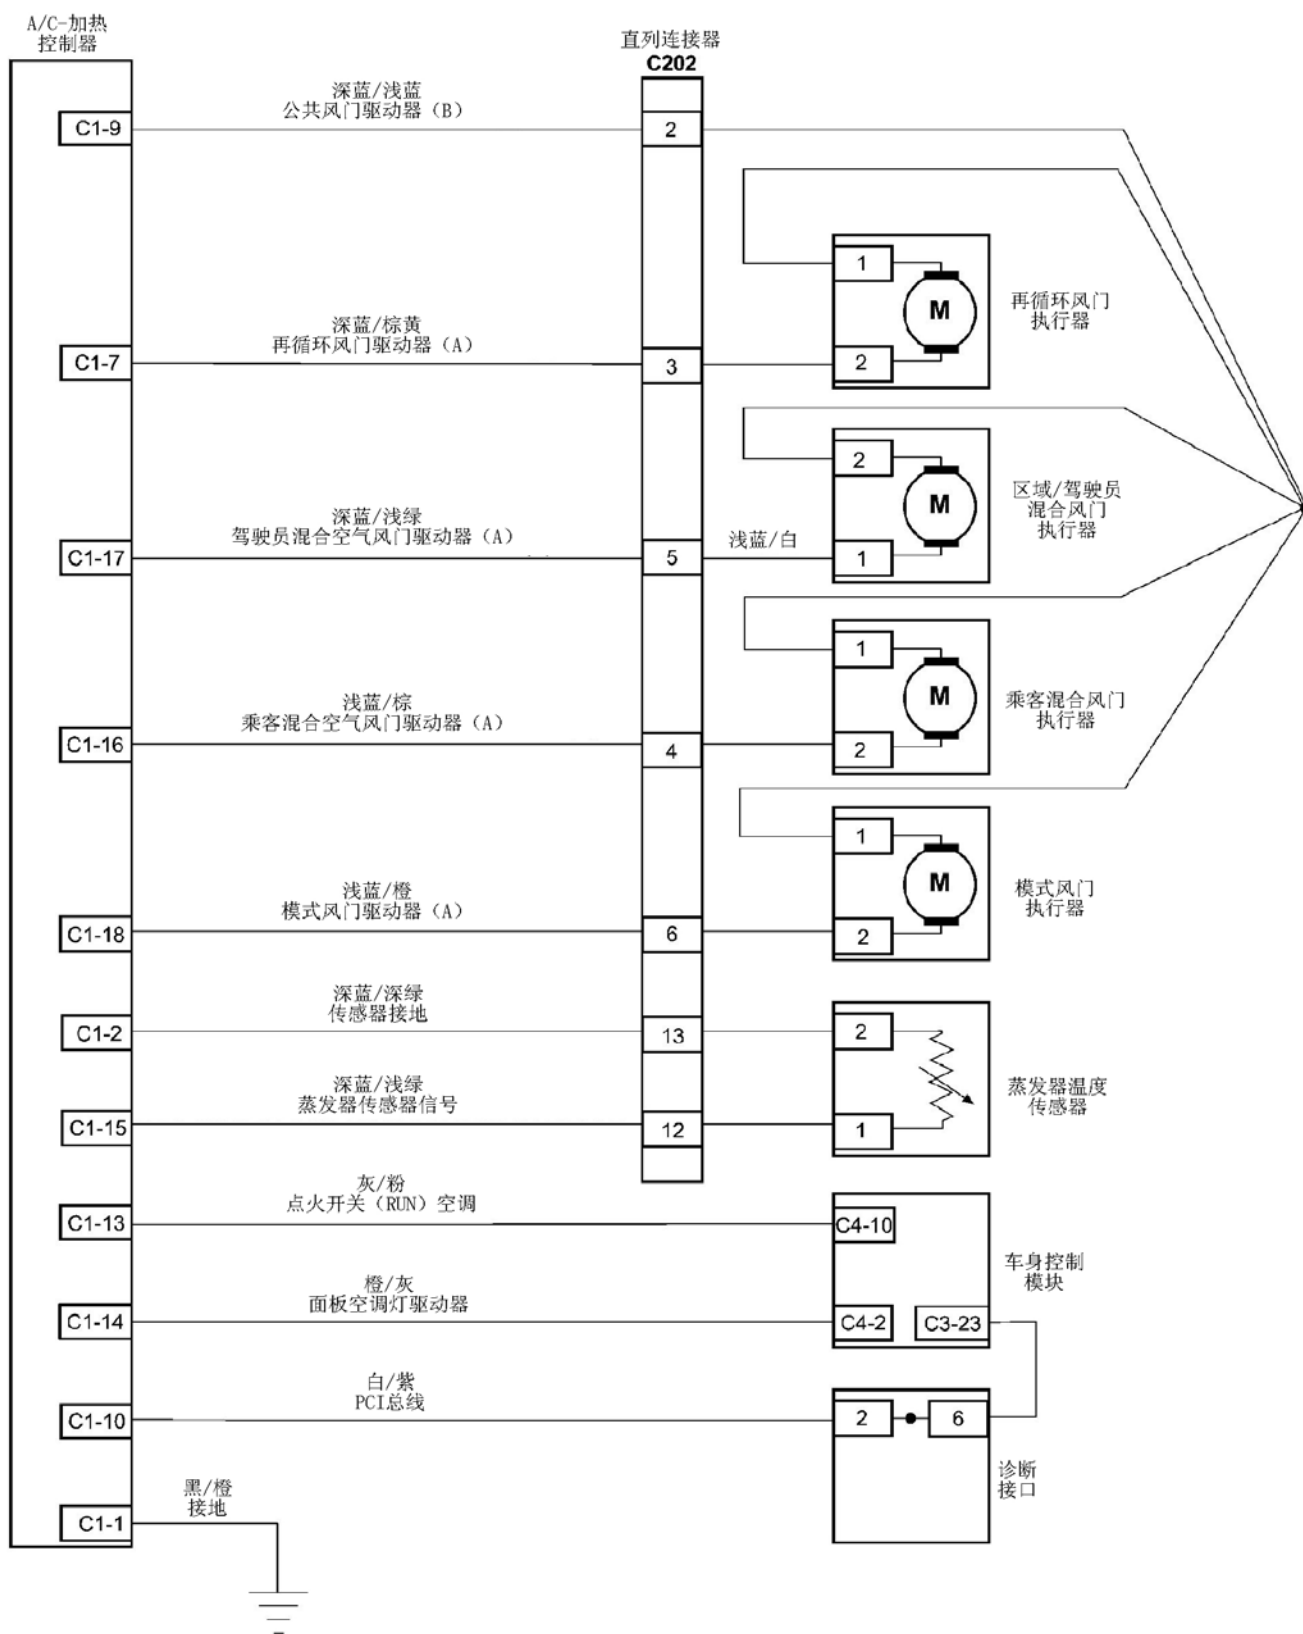 A/C-加热
控制器
直列连接器
C202
深蓝/浅蓝
公共风门驱动器（B）
C1-9
2
1
M
再循环风门
执行器
深蓝/棕黄
再循环风门驱动器（A）
C1-7
3
2
2
M
区域/驾驶员
混合风门
执行器
深蓝/浅绿
驾驶员混合空气风门驱动器（A）
浅蓝/白
C1-17
5
1
1
M
乘客混合风门
执行器
浅蓝/棕
乘客混合空气风门驱动器（A）
C1-16
4
2
1
M
模式风门
执行器
浅蓝/橙
模式风门驱动器（A）
C1-18
6
2
深蓝/深绿
传感器接地
C1-2
13
2
蒸发器温度
传感器
深蓝/浅绿
蒸发器传感器信号
C1-15
12
1
灰/粉
点火开关（RUN）空调
C1-13
C4-10
车身控制
模块
橙/灰
面板空调灯驱动器
C1-14
C4-2
C3-23
白/紫
PCI总线
C1-10
2
6
诊断
接口
黑/橙
接地
C1-1